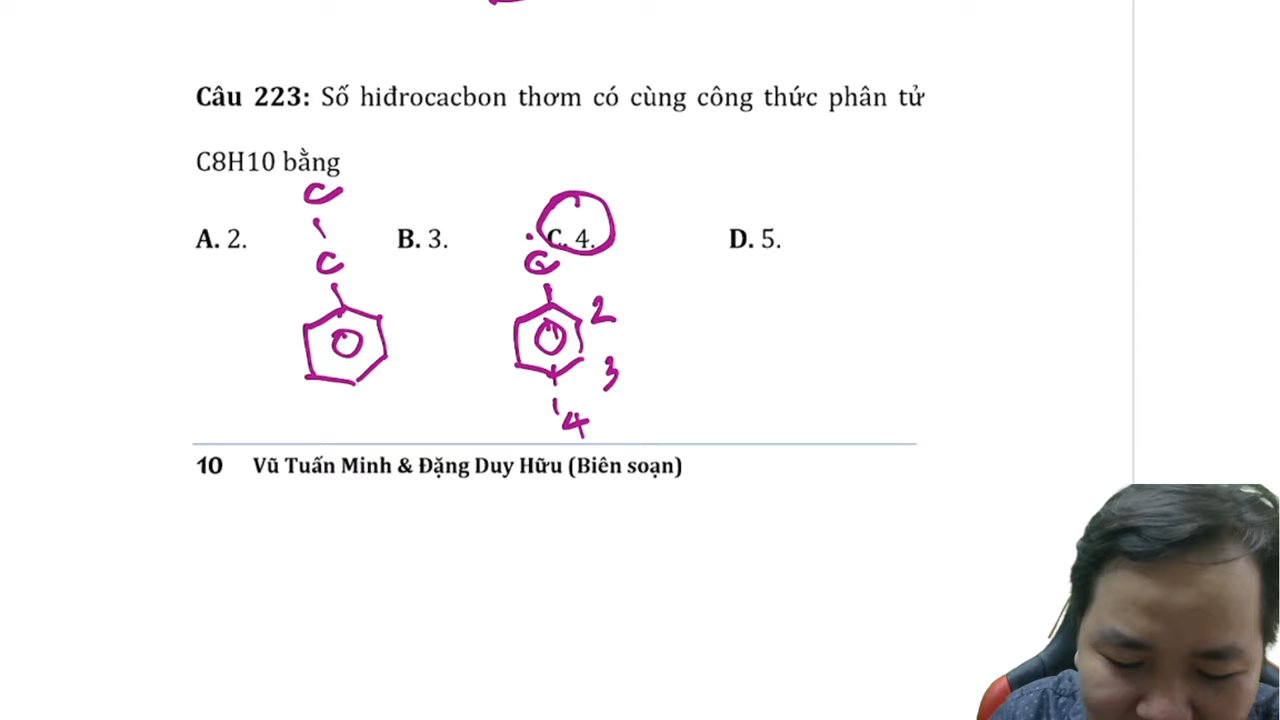 Câu 223: Số hiđrocacbon thơm có cùng công thức phân tử
C8H10 bằng
C
A. 2. B. 3. C. 4. D. 5.
C
C
2
3
4
10 Vũ Tuấn Minh & Đặng Duy Hữu (Biên soạn)